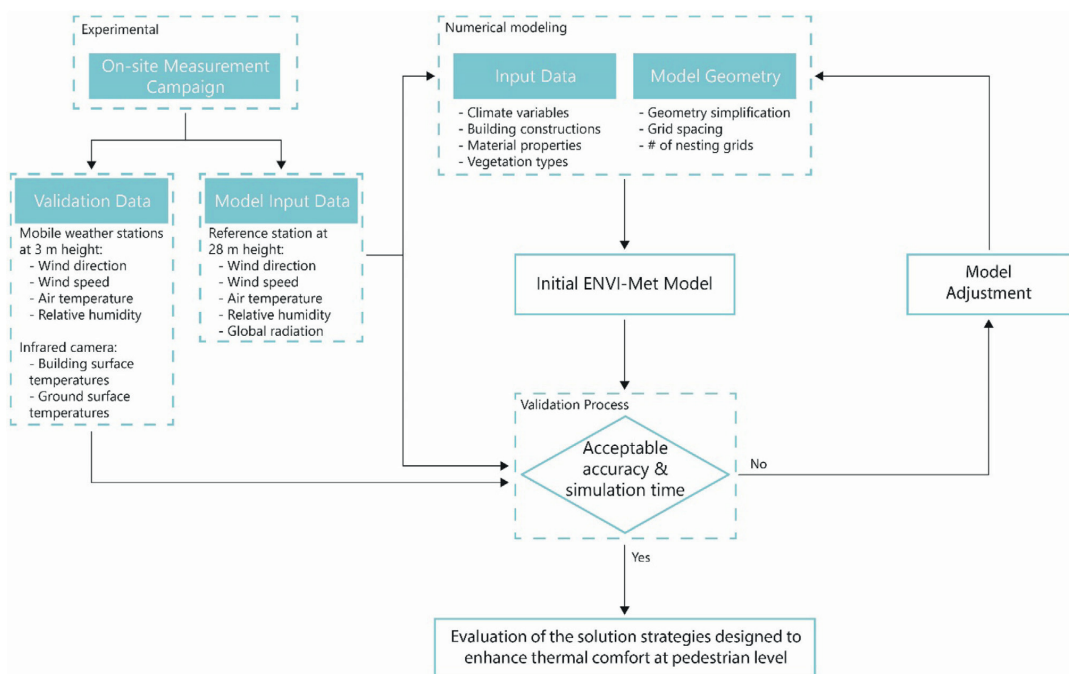 Experimental
On-site Measurement
Campaign
Validation Data
Mobile weather stations
at 3 m height:
- Wind direction
- Wind speed
- Air temperature
- Relative humidity
Infrared camera:
- Building surface
temperatures
- Ground surface
temperatures
Model Input Data
Reference station at
28 m height:
- Wind direction
- Wind speed
- Air temperature
- Relative humidity
- Global radiation
Numerical modeling
Input Data
- Climate variables
- Building constructions
- Material properties
- Vegetation types
Model Geometry
- Geometry simplification
- Grid spacing
- # of nesting grids
Initial ENVI-Met Model
Model
Adjustment
Validation Process
Acceptable
accuracy &
simulation time
No
Yes
Evaluation of the solution strategies designed to
enhance thermal comfort at pedestrian level